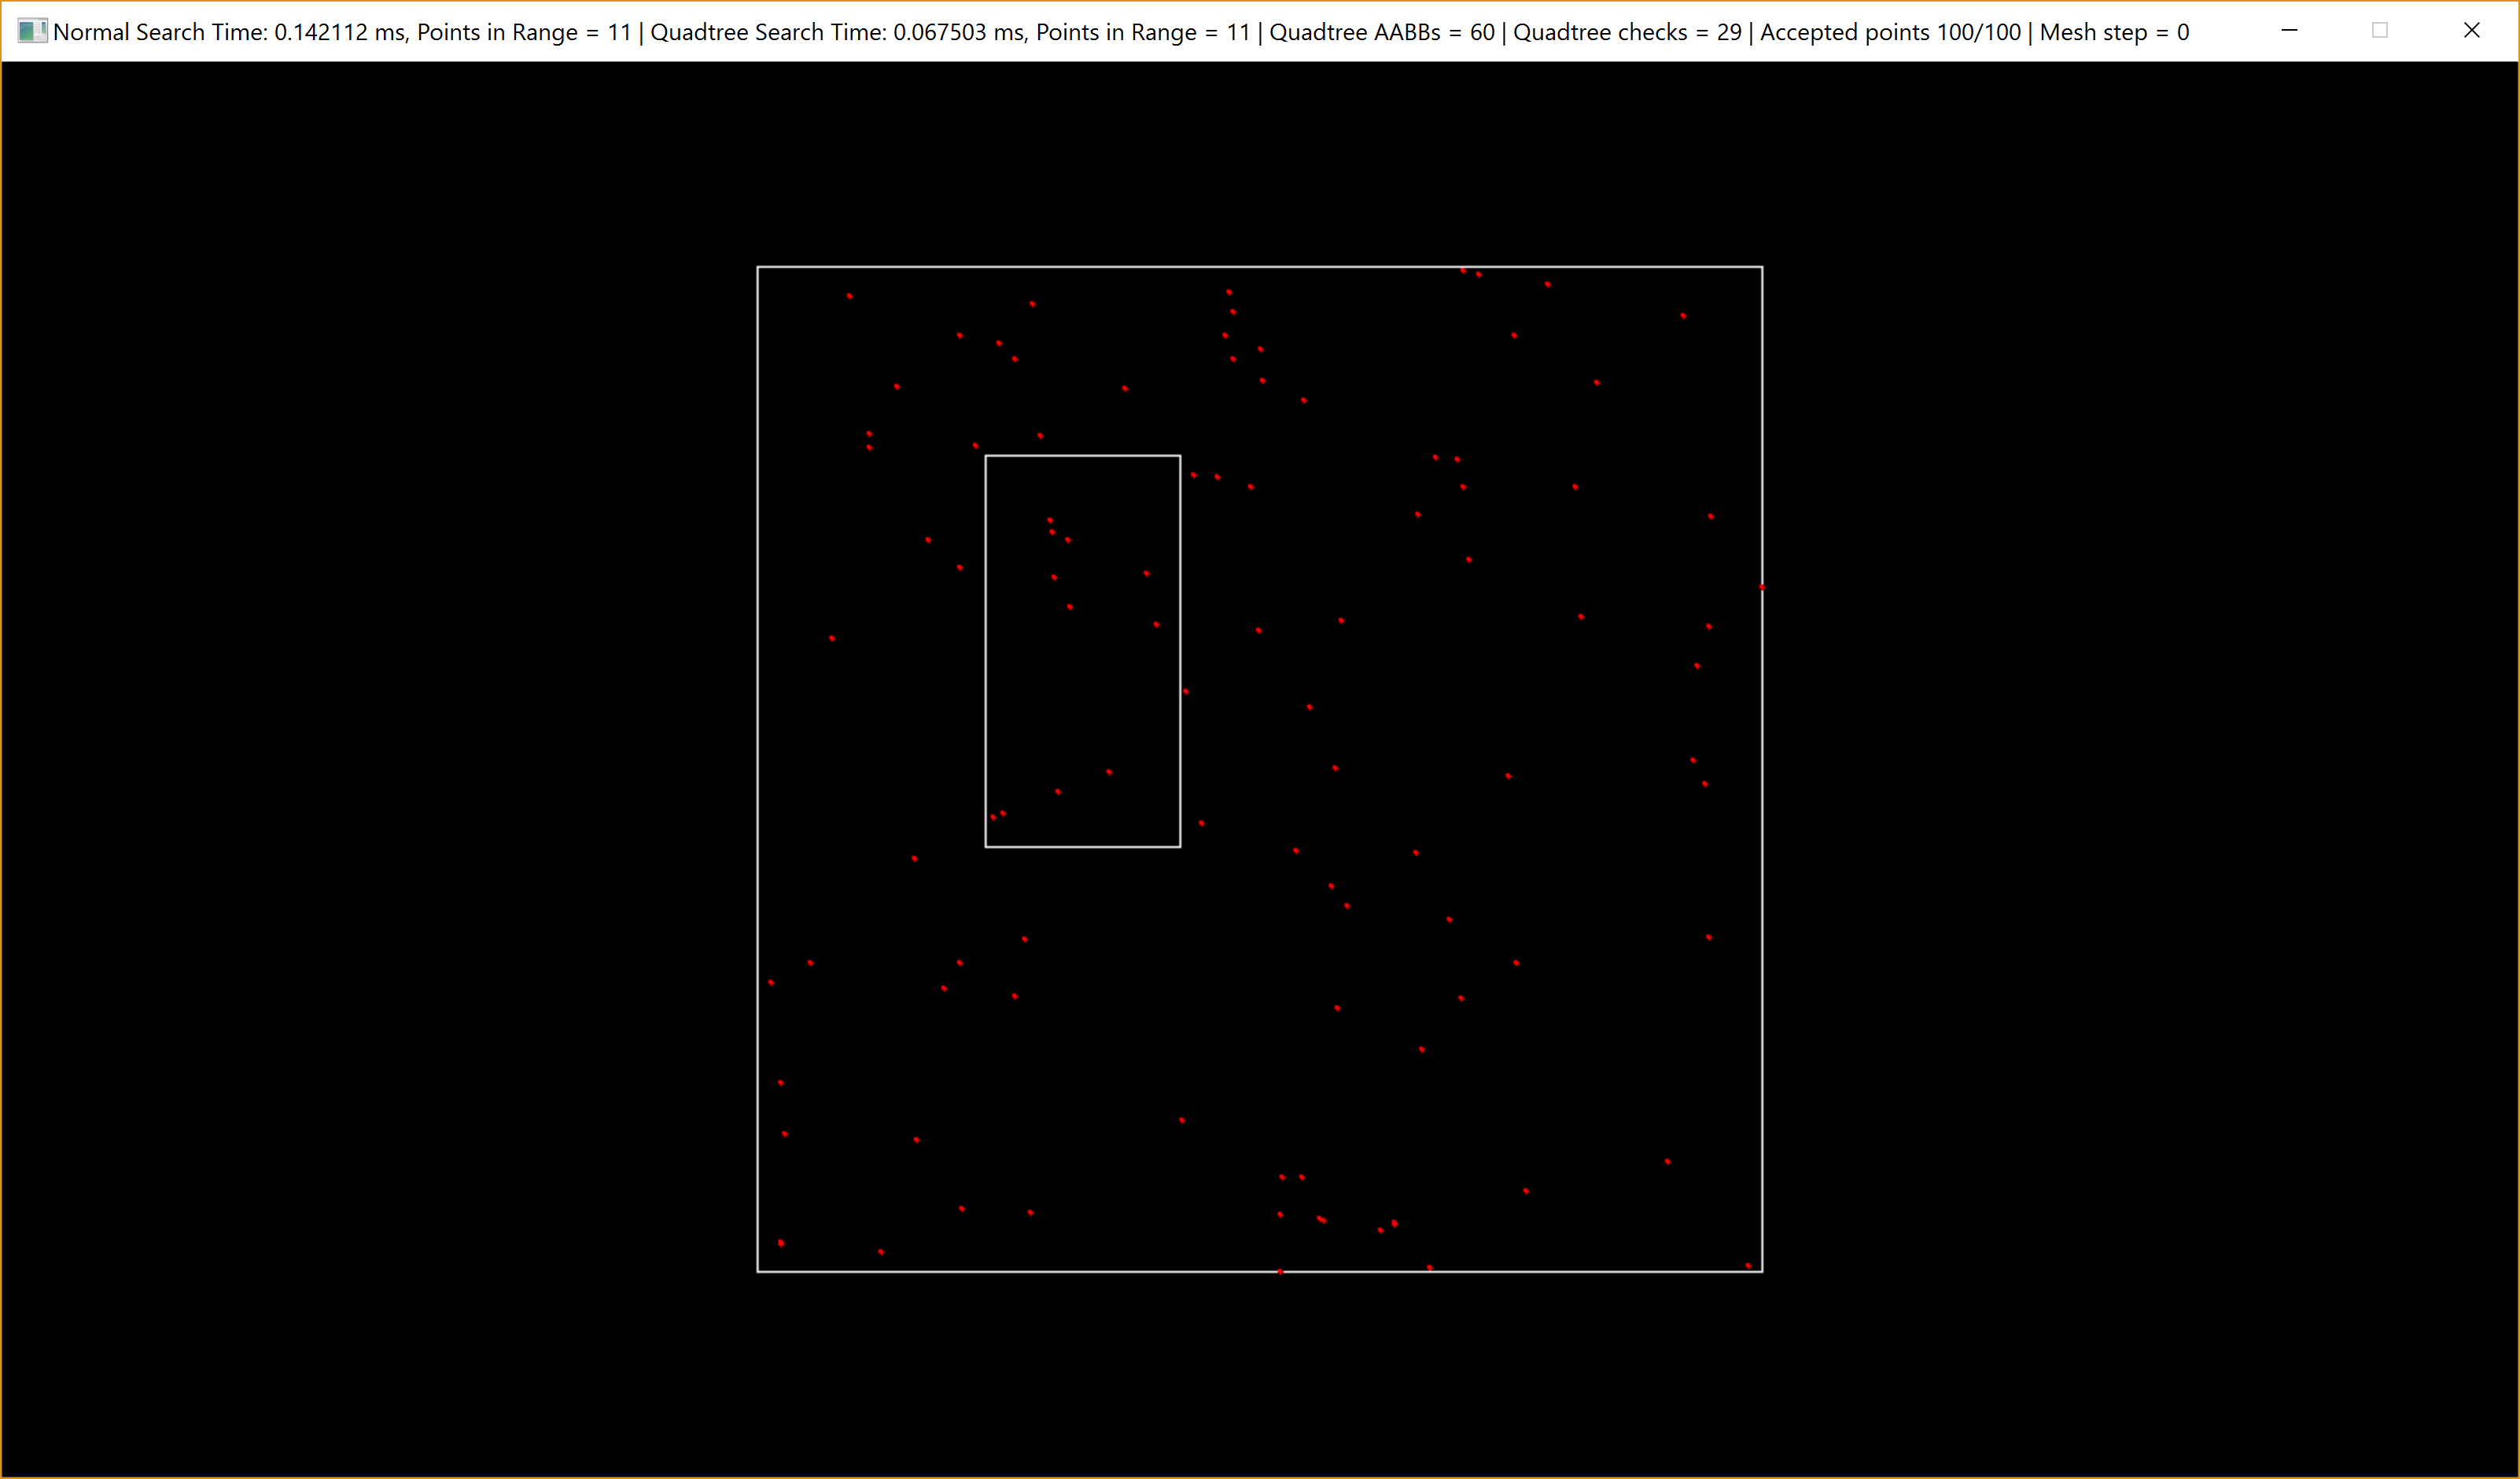 Normal Search Time: 0.142112 ms, Points in Range = 11 | Quadtree Search Time: 0.067503 ms, Points in Range = 11 | Quadtree AABBs = 60 | Quadtree checks = 29 | Accepted points 100/100 | Mesh step = 0